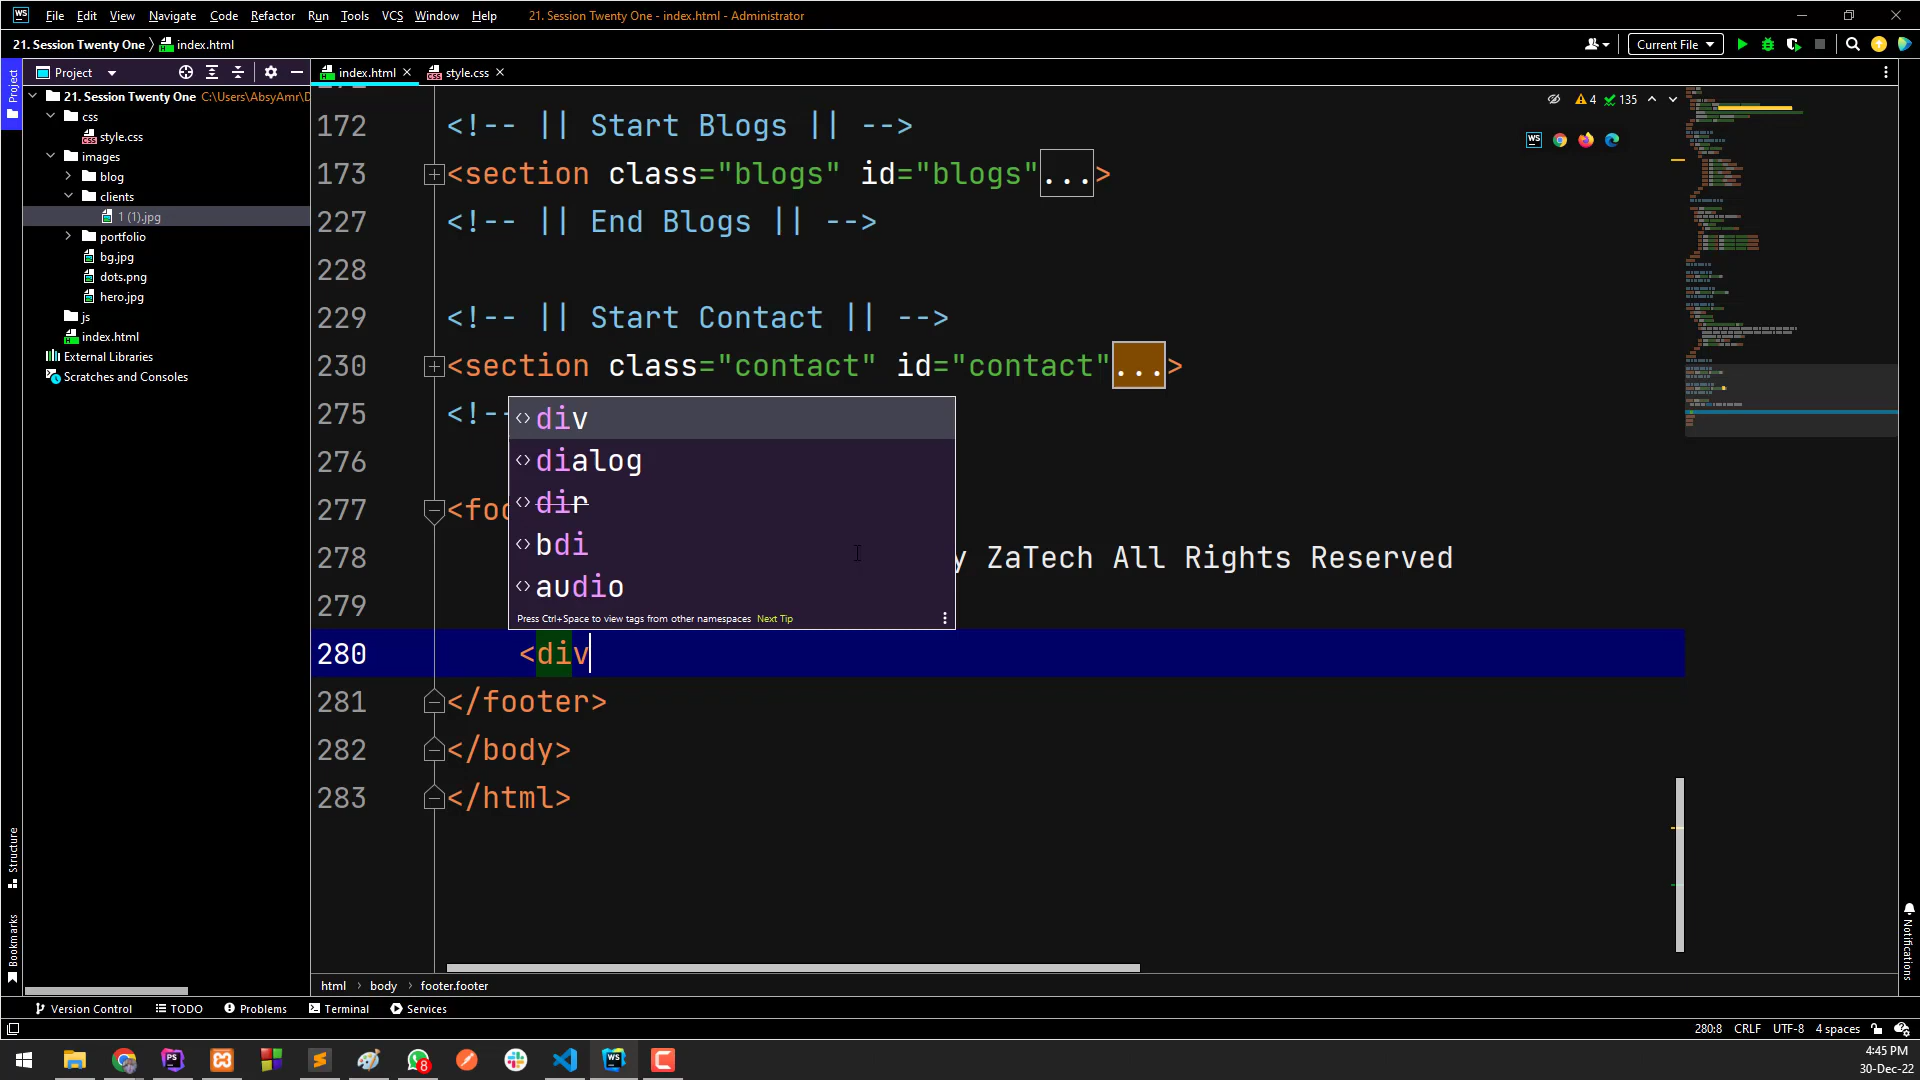 WS File Edit View Navigate Code Refactor Run Tools VCS Window Help 21. Session Twenty One - index.html - Administrator
21. Session Twenty One index.html Current File
Project index.html style.css
21. Session Twenty One C:\Users\AbsyAmr\D
css
style.css
images
blog
clients
1 (1).jpg
portfolio
bg.jpg
dots.png
hero.jpg
js
index.html
External Libraries
Scratches and Consoles
Project
Structure
Bookmarks
4 135
172 <!-- || Start Blogs || -->
173 <section class="blogs" id="blogs"...>
227 <!-- || End Blogs || -->
228
229 <!-- || Start Contact || -->
230 <section class="contact" id="contact"...>
275 <!--
276
277 <foo
278 y ZaTech All Rights Reserved
279
280 <div
281 </footer>
282 </body>
283 </html>
div
dialog
dir
bdi
audio
Press Ctrl+Space to view tags from other namespaces Next Tip
Notifications
html body footer.footer
Version Control TODO Problems Terminal Services
280:8 CRLF UTF-8 4 spaces
PS 8 WS
4:45 PM
30-Dec-22